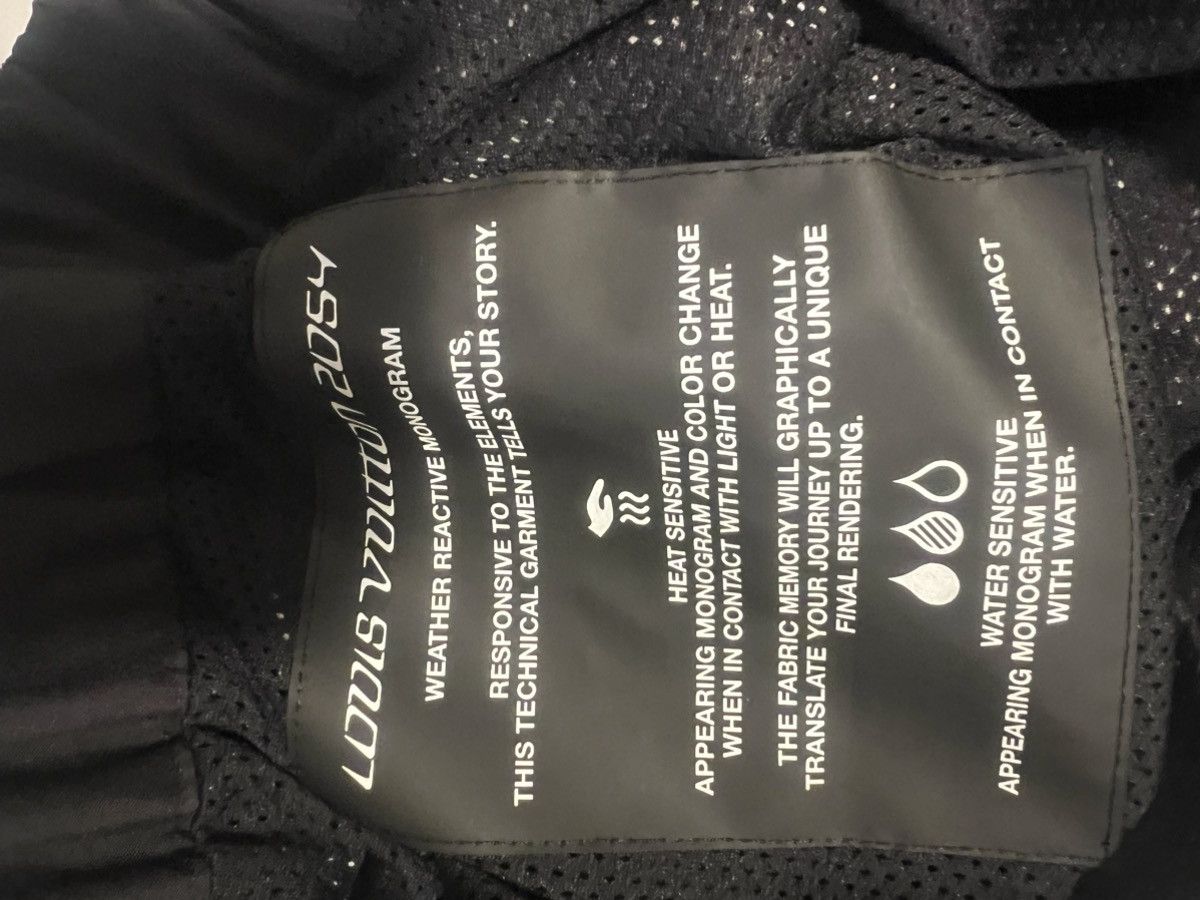 LOUIS VUITTON 2054
WEATHER REACTIVE MONOGRAM
RESPONSIVE TO THE ELEMENTS,
THIS TECHNICAL GARMENT TELLS YOUR STORY.
HEAT SENSITIVE
APPEARING MONOGRAM AND COLOR CHANGE
WHEN IN CONTACT WITH LIGHT OR HEAT.
THE FABRIC MEMORY WILL GRAPHICALLY
TRANSLATE YOUR JOURNEY UP TO A UNIQUE
FINAL RENDERING.
WATER SENSITIVE
APPEARING MONOGRAM WHEN IN CONTACT
WITH WATER.